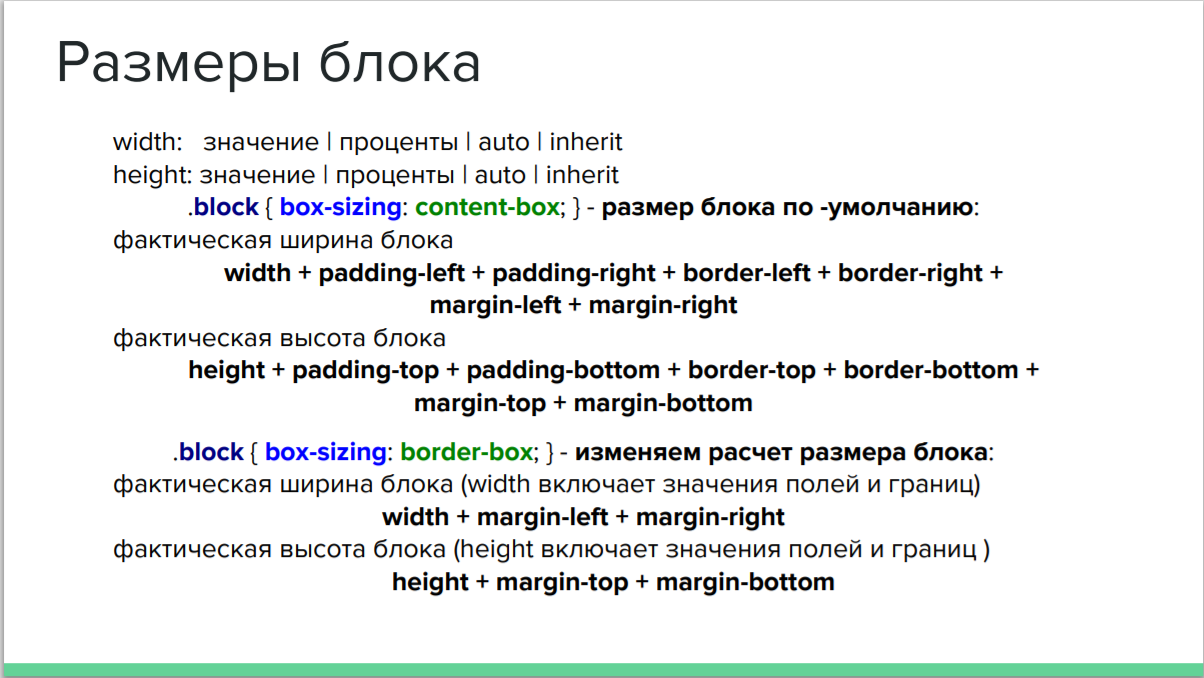 Размеры блока
width: значение | проценты | auto | inherit
height: значение | проценты | auto | inherit
.block { box-sizing: content-box; } - размер блока по -умолчанию:
фактическая ширина блока
width + padding-left + padding-right + border-left + border-right +
margin-left + margin-right
фактическая высота блока
height + padding-top + padding-bottom + border-top + border-bottom +
margin-top + margin-bottom
.block { box-sizing: border-box; } - изменяем расчет размера блока:
фактическая ширина блока (width включает значения полей и границ)
width + margin-left + margin-right
фактическая высота блока (height включает значения полей и границ )
height + margin-top + margin-bottom